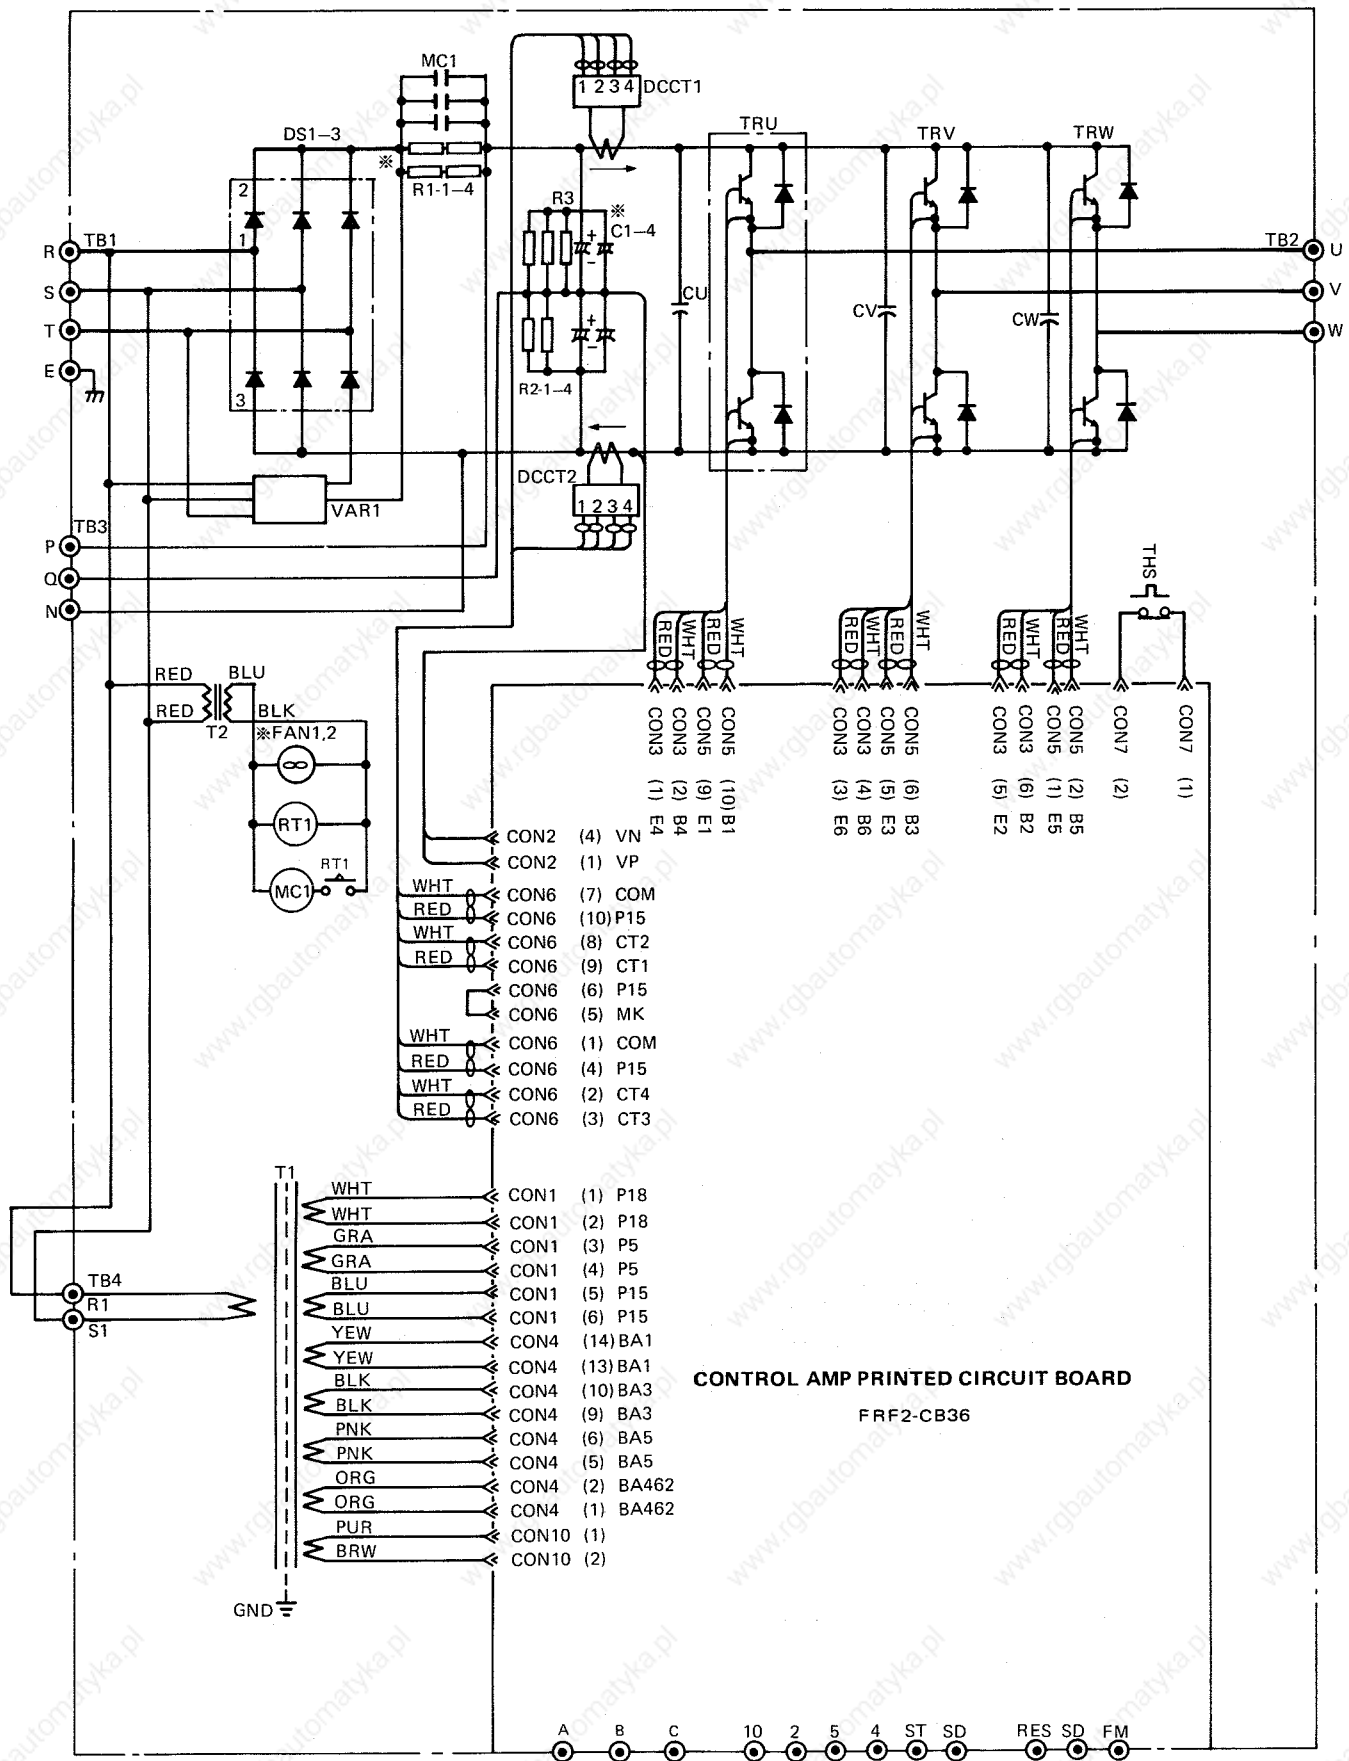 MC1
1 2 3 4 DCCT1
DS1-3
※
R1-1-4
TRU
TRV
TRW
2
1
3
R3
※
C1-4
+
-
+
-
R2-1-4
CU
CV
CW
R TB1
S
T
E
TB2 U
V
W
DCCT2
1 2 3 4
VAR1
TB3
P
Q
N
THS
RED
WHT
RED
WHT
RED
WHT
RED
WHT
RED
WHT
RED
WHT
RED
RED
T2
BLU
BLK
※FAN1,2
RT1
MC1
RT1
CON3 (1) E4
CON3 (2) B4
CON5 (9) E1
CON5 (10) B1
CON3 (3) E6
CON3 (4) B6
CON5 (5) E3
CON5 (6) B3
CON3 (5) E2
CON3 (6) B2
CON5 (1) E5
CON5 (2) B5
CON7 (2)
CON7 (1)
CON2 (4) VN
CON2 (1) VP
WHT CON6 (7) COM
RED CON6 (10) P15
WHT CON6 (8) CT2
RED CON6 (9) CT1
CON6 (6) P15
CON6 (5) MK
WHT CON6 (1) COM
RED CON6 (4) P15
WHT CON6 (2) CT4
RED CON6 (3) CT3
T1
WHT CON1 (1) P18
WHT CON1 (2) P18
GRA CON1 (3) P5
GRA CON1 (4) P5
BLU CON1 (5) P15
BLU CON1 (6) P15
YEW CON4 (14) BA1
YEW CON4 (13) BA1
BLK CON4 (10) BA3
BLK CON4 (9) BA3
PNK CON4 (6) BA5
PNK CON4 (5) BA5
ORG CON4 (2) BA462
ORG CON4 (1) BA462
PUR CON10 (1)
BRW CON10 (2)
TB4
R1
S1
GND
CONTROL AMP PRINTED CIRCUIT BOARD
FRF2-CB36
A B C 10 2 5 4 ST SD RES SD FM
www.rgbautomatyka.pl